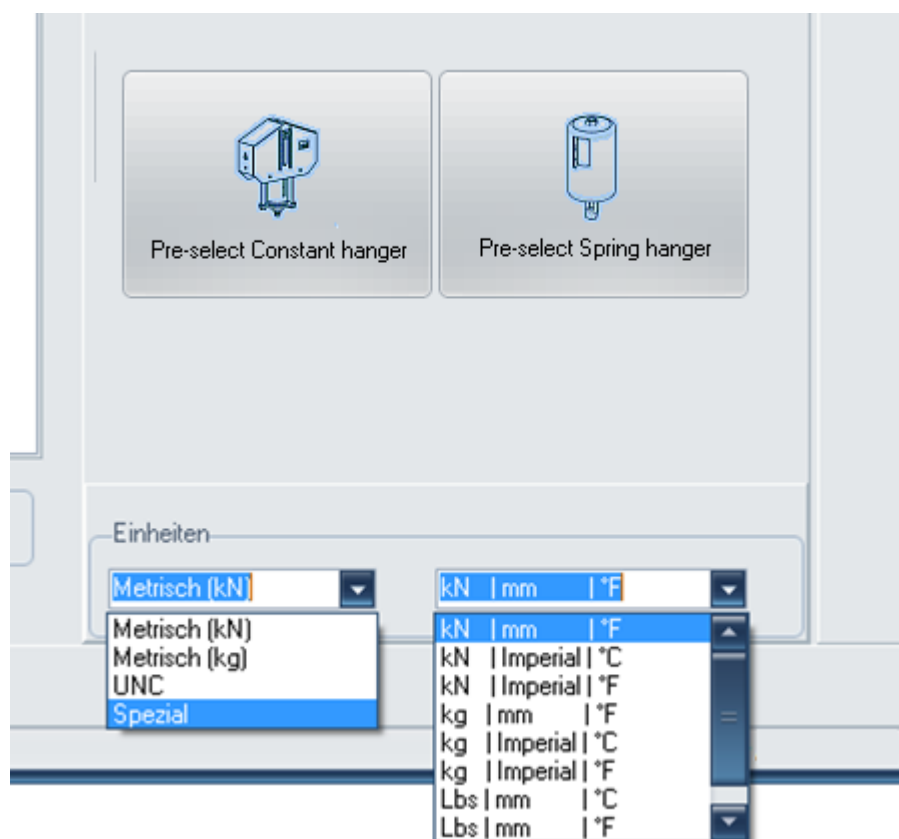 Pre-select Constant hanger
Pre-select Spring hanger
Einheiten
Metrisch (kN)
Metrisch (kN)
Metrisch (kg)
UNC
Spezial
kN | mm | °F
kN | mm | °F
kN | Imperial | °C
kN | Imperial | °F
kg | mm | °F
kg | Imperial | °C
kg | Imperial | °F
Lbs | mm | °C
Lbs | mm | °F